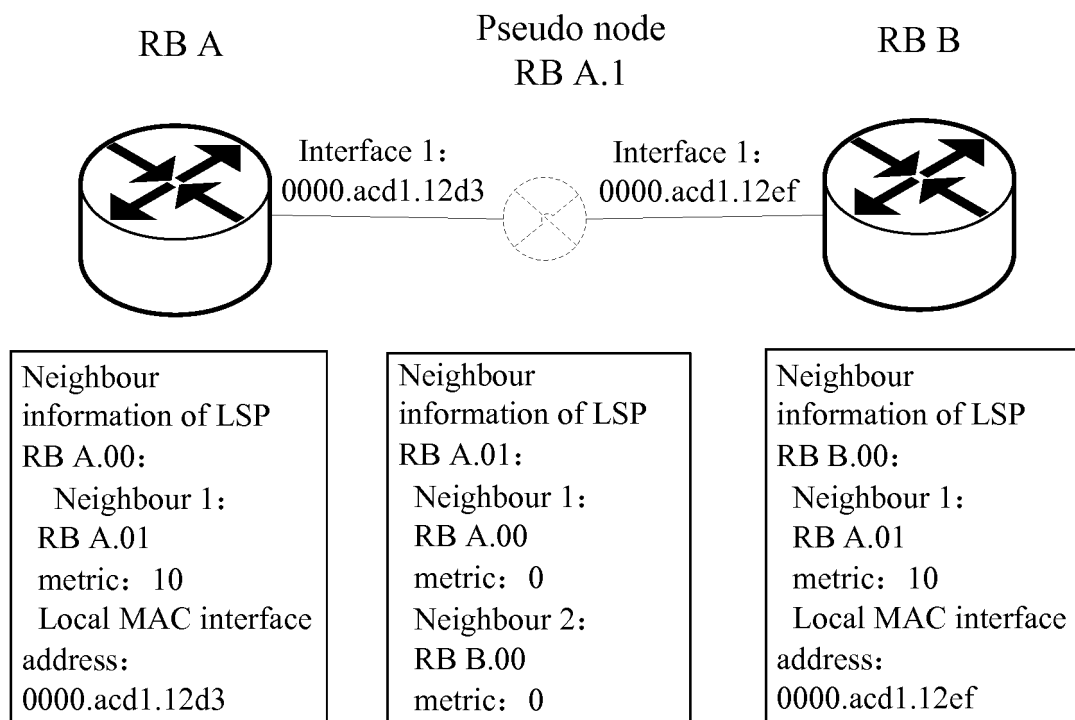 RB A
Pseudo node
RB A.1
RB B
Interface 1：
0000.acd1.12d3
Interface 1：
0000.acd1.12ef
Neighbour
information of LSP
RB A.00：
Neighbour 1：
RB A.01
metric：10
Local MAC interface
address：
0000.acd1.12d3
Neighbour
information of LSP
RB A.01：
Neighbour 1：
RB A.00
metric：0
Neighbour 2：
RB B.00
metric：0
Neighbour
information of LSP
RB B.00：
Neighbour 1：
RB A.01
metric：10
Local MAC interface
address：
0000.acd1.12ef